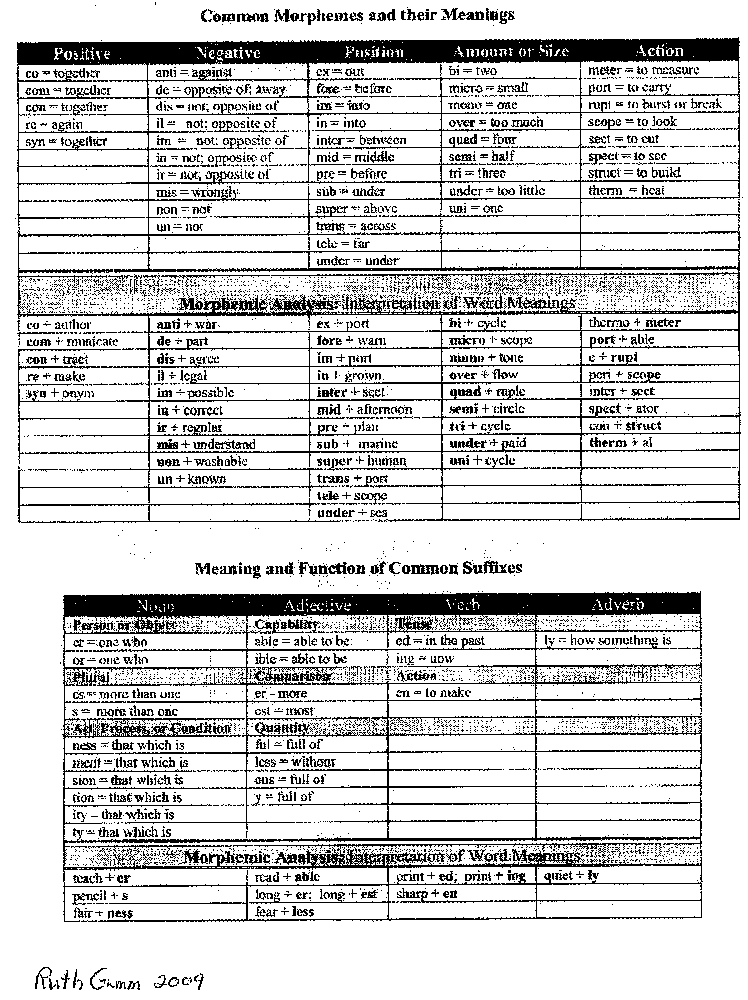 Common Morphemes and their Meanings
Positive Negative Position Amount or Size Action
co = together anti = against ex = out bi = two meter = to measure
com = together de = opposite of; away fore = before micro = small port = to carry
con = together dis = not; opposite of im = into mono = one rupt = to burst or break
re = again il = not; opposite of in = into over = too much scope = to look
syn = together im = not; opposite of inter = between quad = four sect = to cut
in = not; opposite of mid = middle semi = half spect = to see
ir = not; opposite of pre = before tri = three struct = to build
mis = wrongly sub = under under = too little therm = heat
non = not super = above uni = one
un = not trans = across
tele = far
under = under
Morphemic Analysis: Interpretation of Word Meanings
co + author anti + war ex + port bi + cycle thermo + meter
com + municate de + part fore + warn micro + scope port + able
con + tract dis + agree im + port mono + tone e + rupt
re + make il + legal in + grown over + flow peri + scope
syn + onym im + possible inter + sect quad + ruple inter + sect
in + correct mid + afternoon semi + circle spect + ator
ir + regular pre + plan tri + cycle con + struct
mis + understand sub + marine under + paid therm + al
non + washable super + human uni + cycle
un + known trans + port
tele + scope
under + sea
Meaning and Function of Common Suffixes
Noun Adjective Verb Adverb
Person or Object Capability Tense
er = one who able = able to be ed = in the past ly = how something is
or = one who ible = able to be ing = now
Plural Comparison Action
es = more than one er - more en = to make
s = more than one est = most
Act, Process, or Condition Quantity
ness = that which is ful = full of
ment = that which is less = without
sion = that which is ous = full of
tion = that which is y = full of
ity – that which is
ty = that which is
Morphemic Analysis: Interpretation of Word Meanings
teach + er read + able print + ed; print + ing quiet + ly
pencil + s long + er; long + est sharp + en
fair + ness fear + less
Ruth Gumm 2009